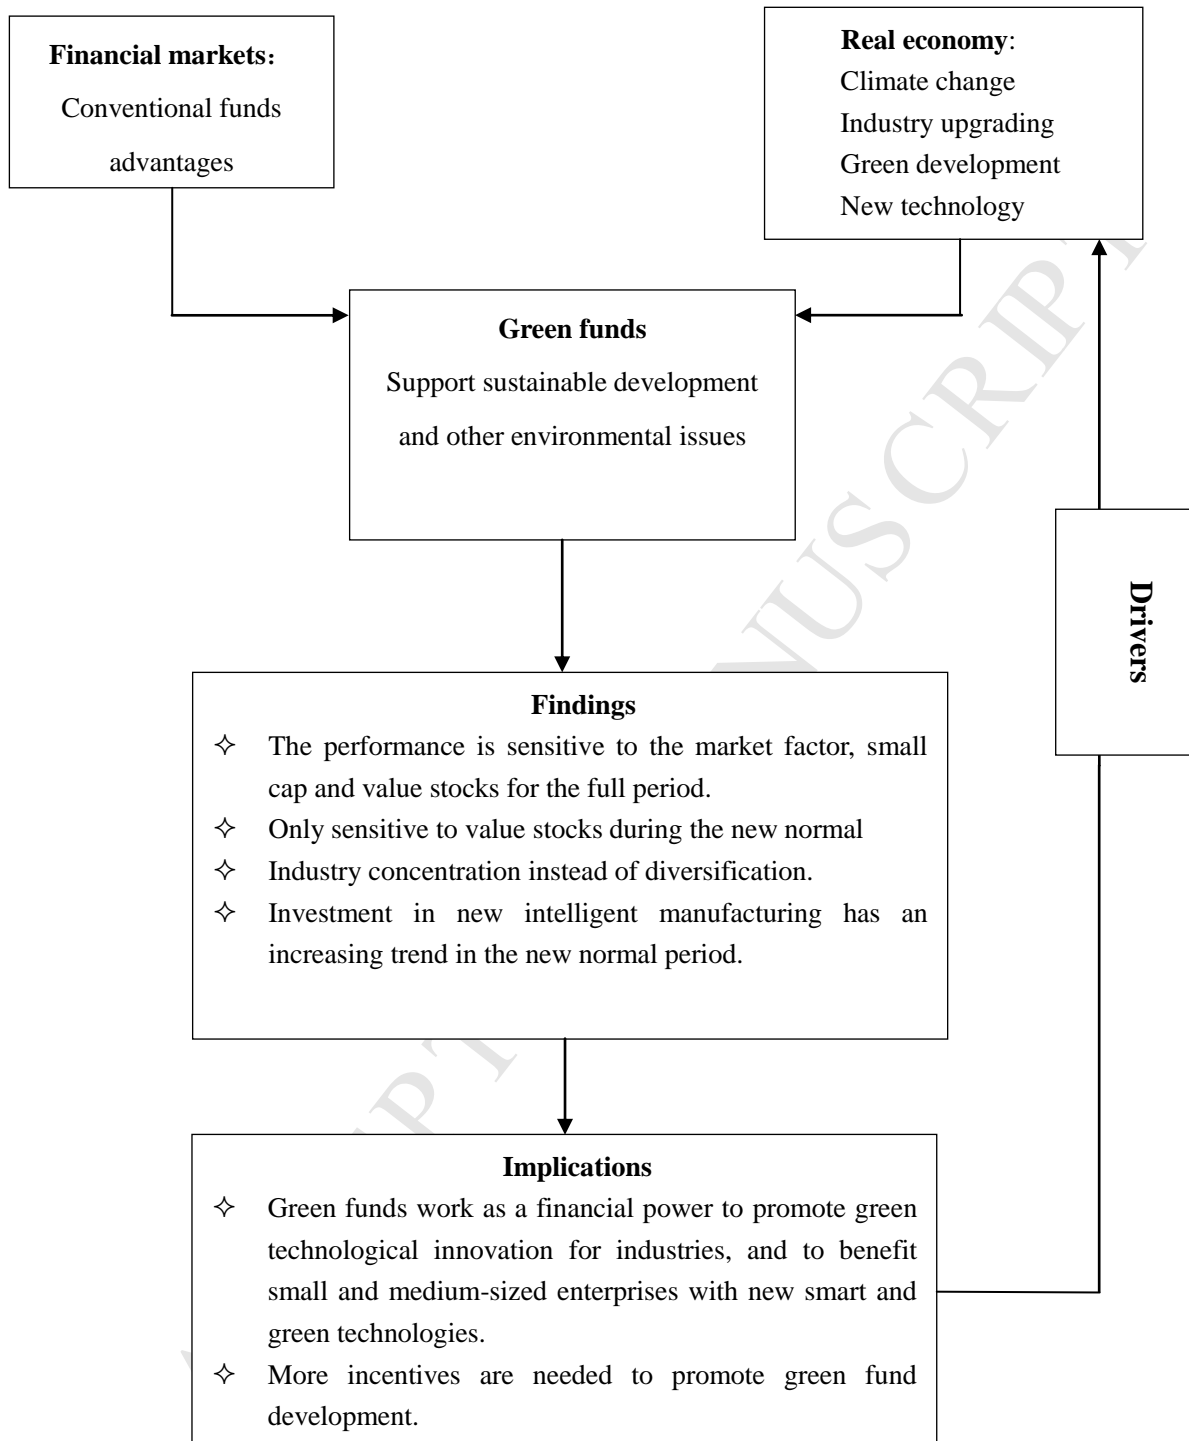 Financial markets：
Conventional funds
advantages
Real economy:
Climate change
Industry upgrading
Green development
New technology
Green funds
Support sustainable development
and other environmental issues
Drivers
Findings
✧ The performance is sensitive to the market factor, small
cap and value stocks for the full period.
✧ Only sensitive to value stocks during the new normal
✧ Industry concentration instead of diversification.
✧ Investment in new intelligent manufacturing has an
increasing trend in the new normal period.
Implications
✧ Green funds work as a financial power to promote green
technological innovation for industries, and to benefit
small and medium-sized enterprises with new smart and
green technologies.
✧ More incentives are needed to promote green fund
development.